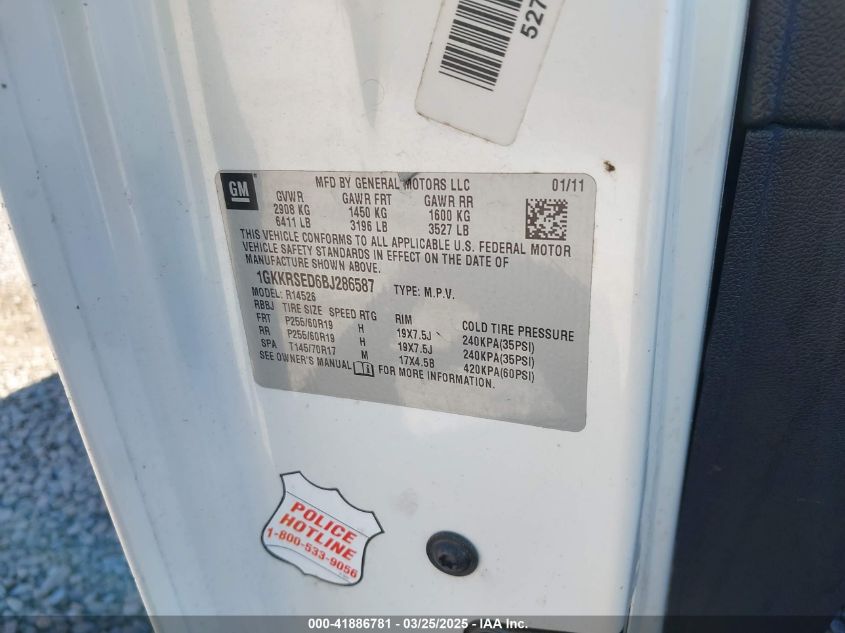 527
GM
MFD BY GENERAL MOTORS LLC 01/11
GVWR GAWR FRT GAWR RR
2908 KG 1450 KG 1600 KG
6411 LB 3196 LB 3527 LB
THIS VEHICLE CONFORMS TO ALL APPLICABLE U.S. FEDERAL MOTOR
VEHICLE SAFETY STANDARDS IN EFFECT ON THE DATE OF
MANUFACTURE SHOWN ABOVE.
1GKKRSED6BJ286587 TYPE: M.P.V.
MODEL: R14526
RBBJ TIRE SIZE SPEED RTG RIM COLD TIRE PRESSURE
FRT P255/60R19 H 19X7.5J 240KPA(35PSI)
RR P255/60R19 H 19X7.5J 240KPA(35PSI)
SPA T145/70R17 M 17X4.5B 420KPA(60PSI)
SEE OWNER'S MANUAL FOR MORE INFORMATION.
POLICE
HOTLINE
1-800-533-9056
000-41886781 - 03/25/2025 - IAA Inc.